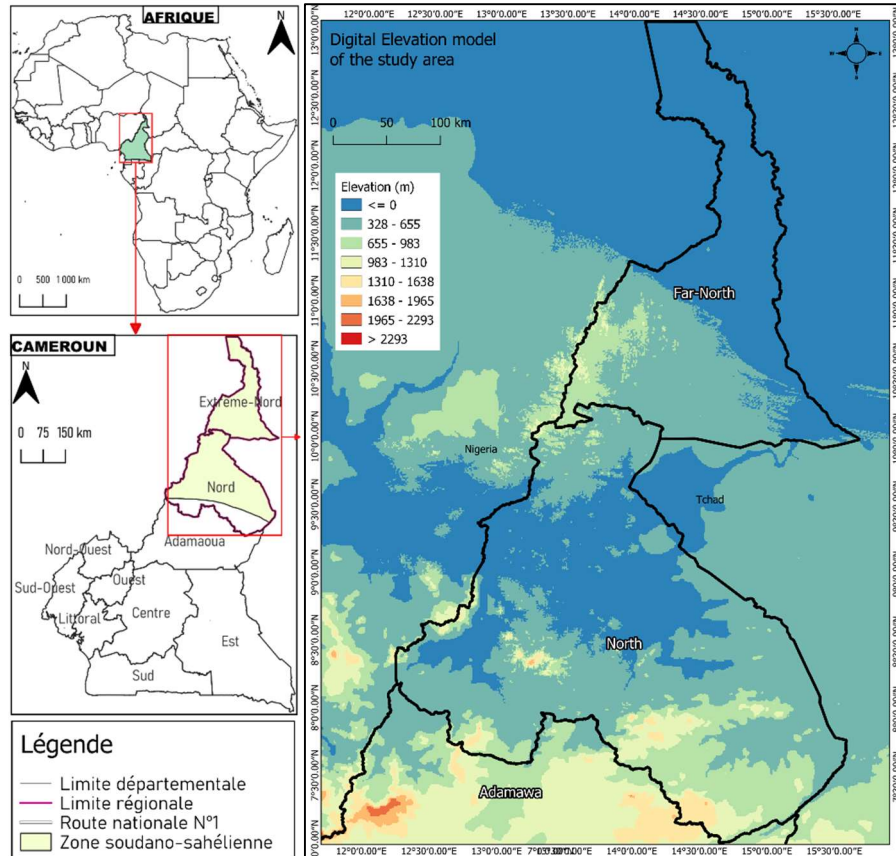 AFRIQUE
N
0 500 1 000 km
CAMEROUN
N
0 75 150 km
Extrême-Nord
Nord
Adamaoua
Nord-Ouest
Sud-Ouest
Ouest
Littoral
Centre
Est
Sud
Légende
Limite départementale
Limite régionale
Route nationale N°1
Zone soudano-sahélienne
12°0'0.00"E 12°30'0.00"E 13°0'0.00"E 13°30'0.00"E 14°0'0.00"E 14°30'0.00"E 15°0'0.00"E 15°30'0.00"E
Digital Elevation model
of the study area
0 50 100 km
Elevation (m)
<= 0
328 - 655
655 - 983
983 - 1310
1310 - 1638
1638 - 1965
1965 - 2293
> 2293
Far-North
Nigeria
Tchad
North
Adamawa
12°0'0.00"E 12°30'0.00"E 13°0'0.00"E 14°0'0.00"E 14°30'0.00"E 15°0'0.00"E 15°30'0.00"E